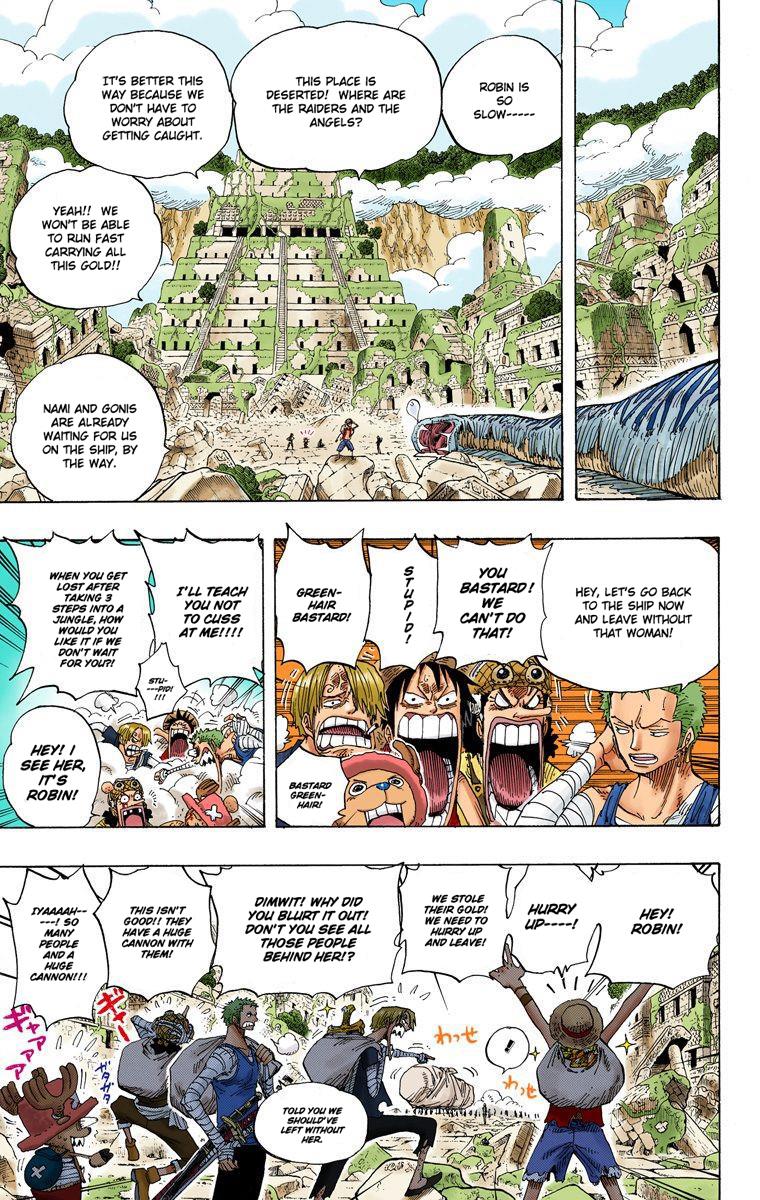 ROBIN IS
SO
SLOW-----
THIS PLACE IS
DESERTED! WHERE ARE
THE RAIDERS AND THE
ANGELS?
IT'S BETTER THIS
WAY BECAUSE WE
DON'T HAVE TO
WORRY ABOUT
GETTING CAUGHT.
YEAH!! WE
WON'T BE ABLE
TO RUN FAST
CARRYING ALL
THIS GOLD!!
NAMI AND GONIS
ARE ALREADY
WAITING FOR US
ON THE SHIP, BY
THE WAY.
HEY, LET'S GO BACK
TO THE SHIP NOW
AND LEAVE WITHOUT
THAT WOMAN!
YOU
BASTARD!
WE
CAN'T DO
THAT!
S
T
U
P
I
D
!
GREEN-
HAIR
BASTARD!
BASTARD
GREEN-
HAIR!
I'LL TEACH
YOU NOT
TO CUSS
AT ME!!!!
WHEN YOU GET
LOST AFTER
TAKING 3
STEPS INTO A
JUNGLE, HOW
WOULD YOU
LIKE IT IF WE
DON'T WAIT
FOR YOU?!
STU-
---PID!
!!!
HEY! I
SEE HER,
IT'S
ROBIN!
HEY!
ROBIN!
HURRY
UP----!
WE STOLE
THEIR GOLD!
WE NEED TO
HURRY UP
AND LEAVE!
DIMWIT! WHY DID
YOU BLURT IT OUT!
DON'T YOU SEE ALL
THOSE PEOPLE
BEHIND HER!?
THIS ISN'T
GOOD!! THEY
HAVE A HUGE
CANNON WITH
THEM!
IYAAAH--
----! SO
MANY
PEOPLE
AND A
HUGE
CANNON!!!
!
わっせ
わっせ
TOLD YOU WE
SHOULD'VE
LEFT WITHOUT
HER.
ギャー
ガタガタ
ギャアアア